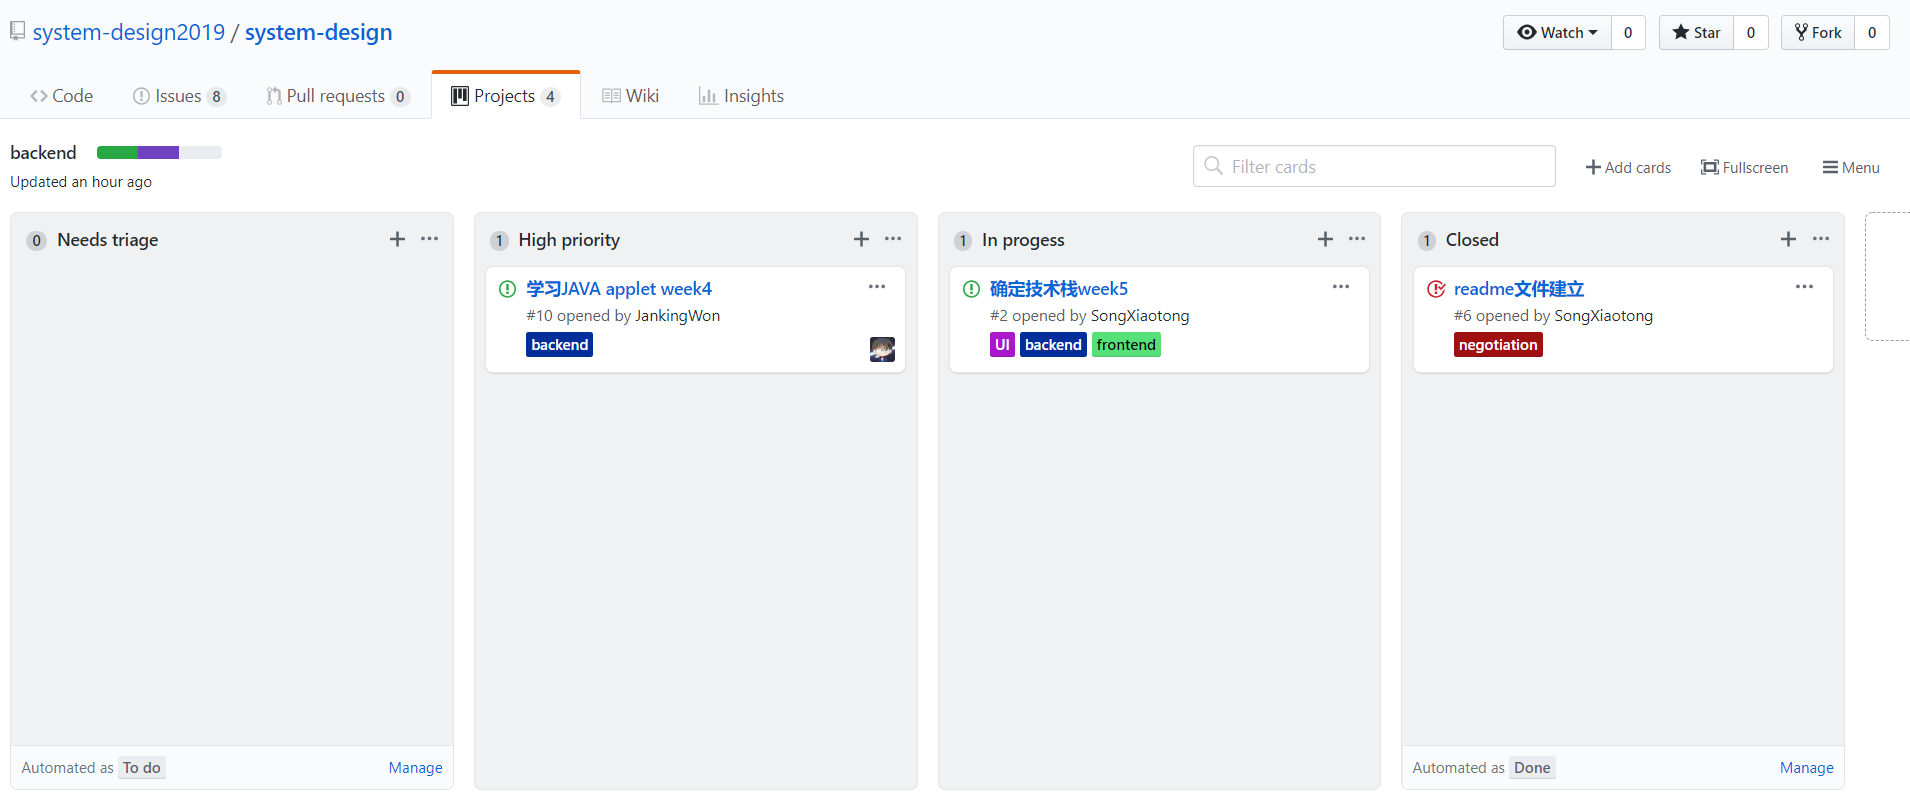 system-design2019 / system-design
Watch 0 Star 0 Fork 0
Code Issues 8 Pull requests 0 Projects 4 Wiki Insights
backend
Updated an hour ago
Filter cards
Add cards Fullscreen Menu
0 Needs triage
Automated as To do Manage
1 High priority
学习JAVA applet week4
#10 opened by JankingWon
backend
1 In progess
确定技术栈week5
#2 opened by SongXiaotong
UI backend frontend
1 Closed
readme文件建立
#6 opened by SongXiaotong
negotiation
Automated as Done Manage